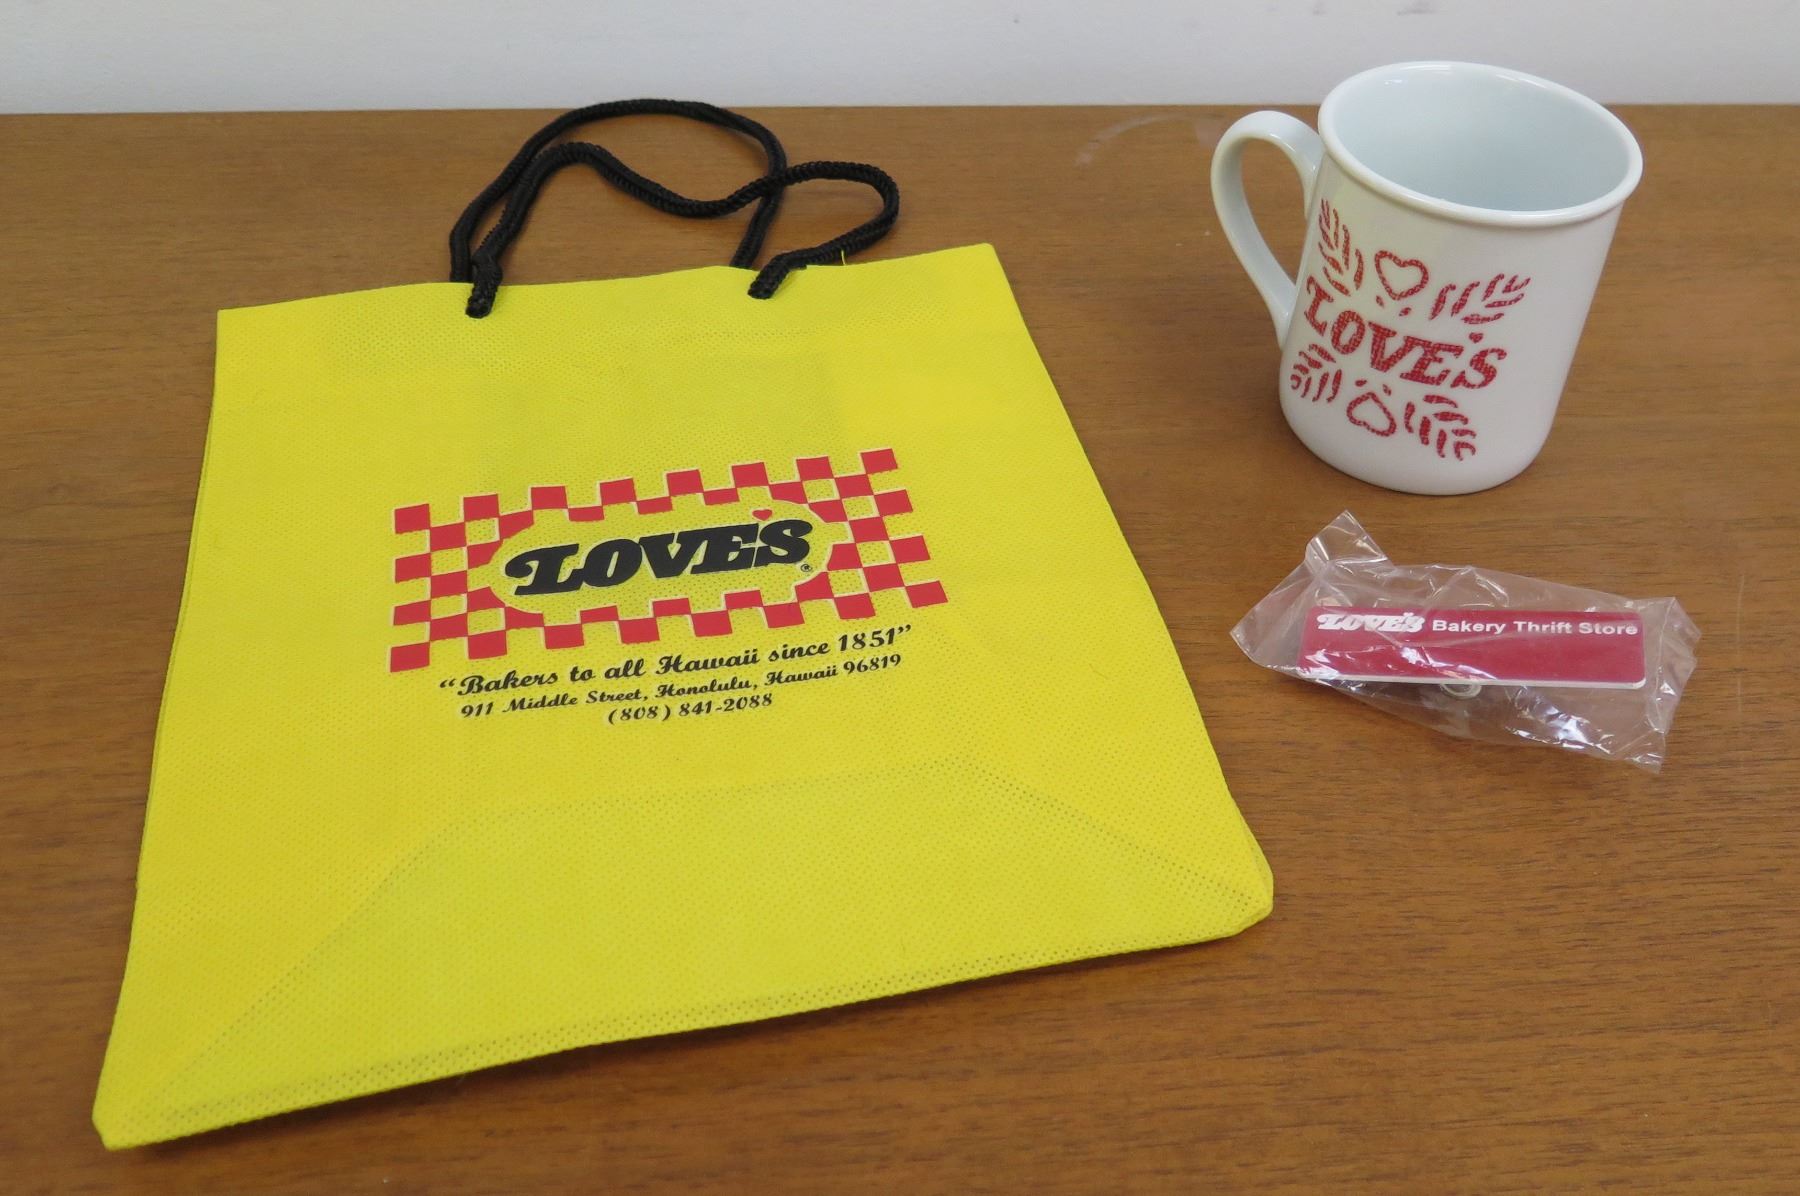 LOVE'S®
"Bakers to all Hawaii since 1851"
911 Middle Street, Honolulu, Hawaii 96819
(808) 841-2088
LOVE'S
LOVE'S Bakery Thrift Store